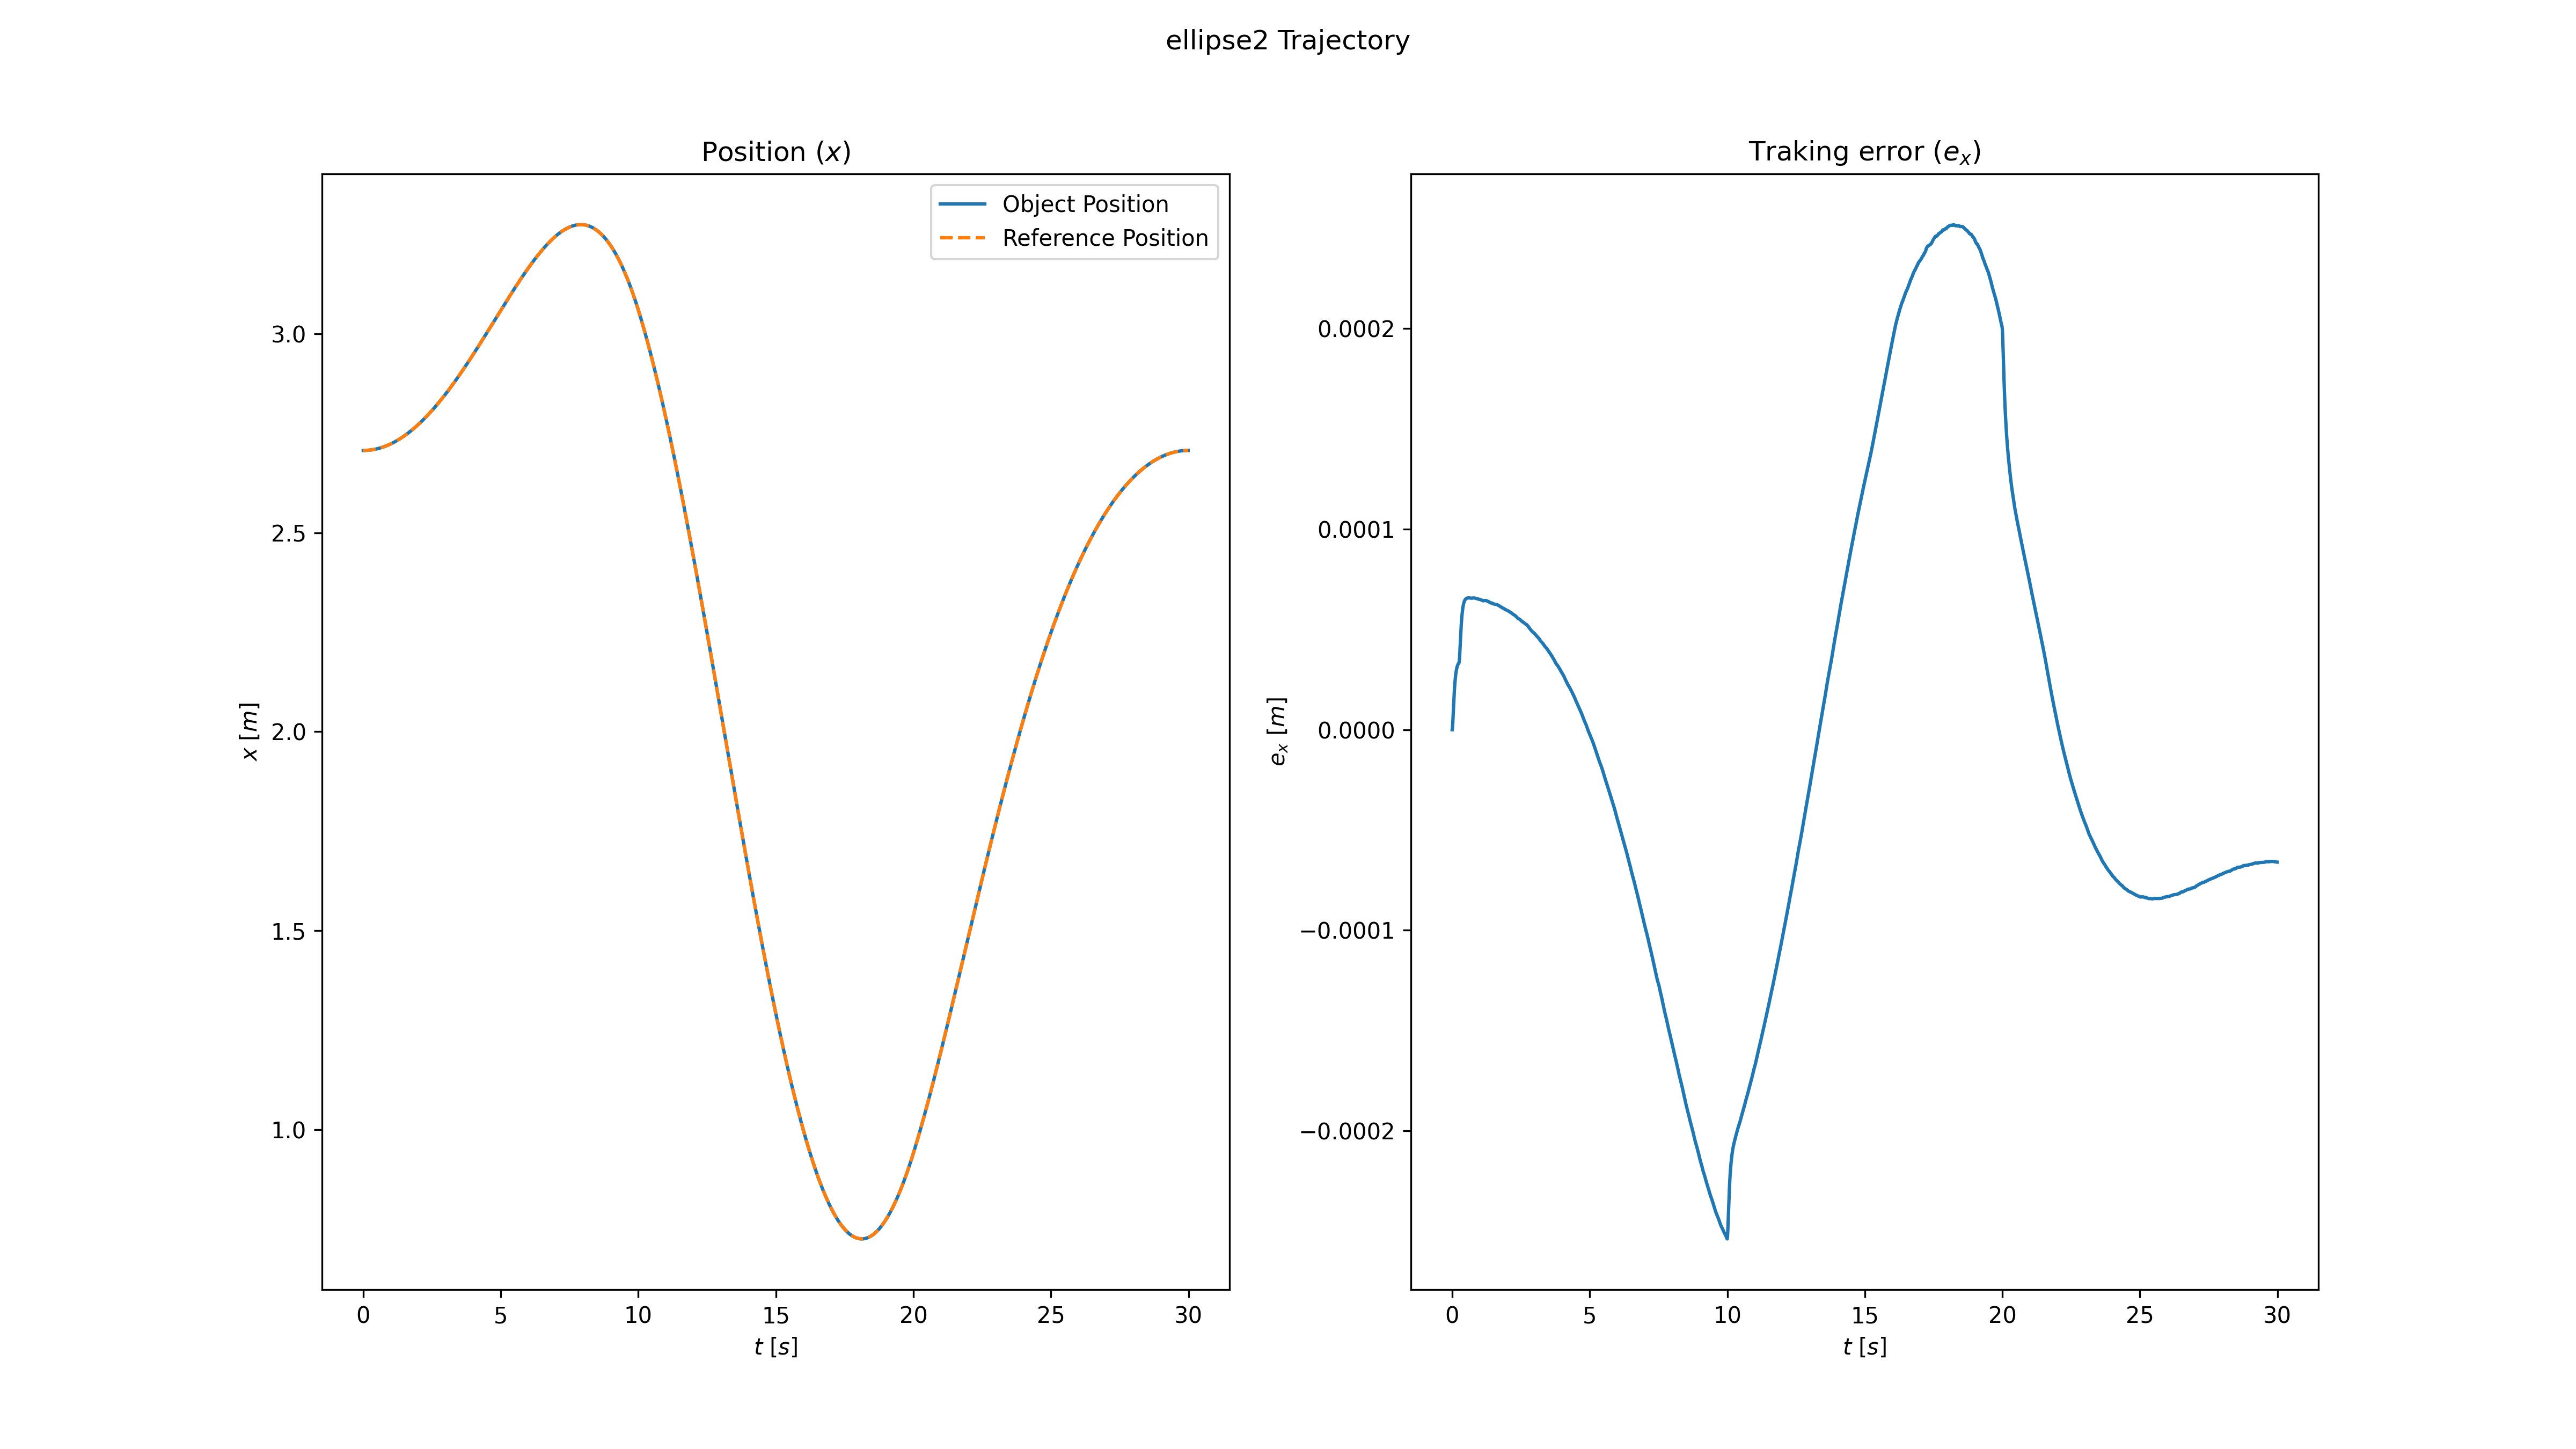 ellipse2 Trajectory
Position (x)
Object Position
Reference Position
3.0
2.5
2.0
1.5
1.0
x [m]
0 5 10 15 20 25 30
t [s]
Traking error (eₓ)
0.0002
0.0001
0.0000
−0.0001
−0.0002
eₓ [m]
0 5 10 15 20 25 30
t [s]